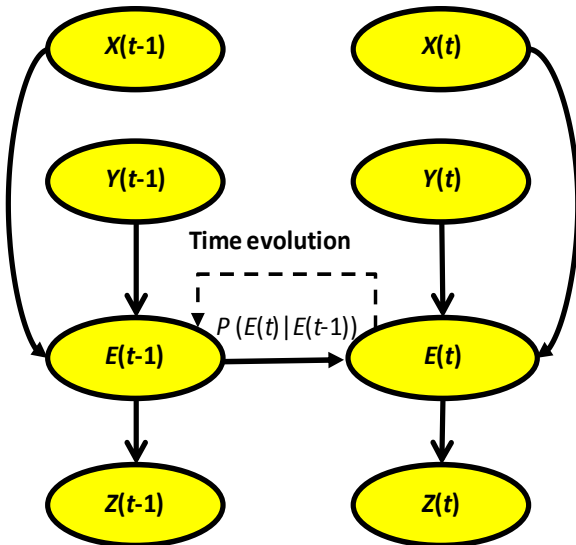 X(t-1)
X(t)
Y(t-1)
Y(t)
Time evolution
P (E(t)|E(t-1))
E(t-1)
E(t)
Z(t-1)
Z(t)